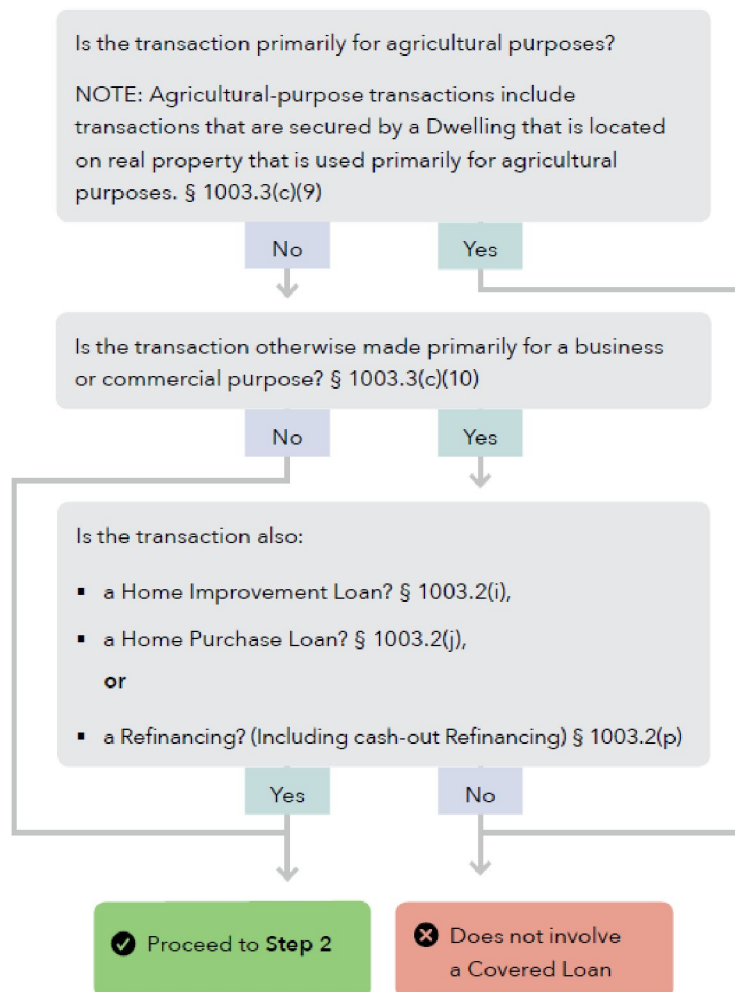 Is the transaction primarily for agricultural purposes?
NOTE: Agricultural-purpose transactions include
transactions that are secured by a Dwelling that is located
on real property that is used primarily for agricultural
purposes. § 1003.3(c)(9)
No
Yes
Is the transaction otherwise made primarily for a business
or commercial purpose? § 1003.3(c)(10)
No
Yes
Is the transaction also:
▪ a Home Improvement Loan? § 1003.2(i),
▪ a Home Purchase Loan? § 1003.2(j),
or
▪ a Refinancing? (Including cash-out Refinancing) § 1003.2(p)
Yes
No
Proceed to Step 2
Does not involve
a Covered Loan